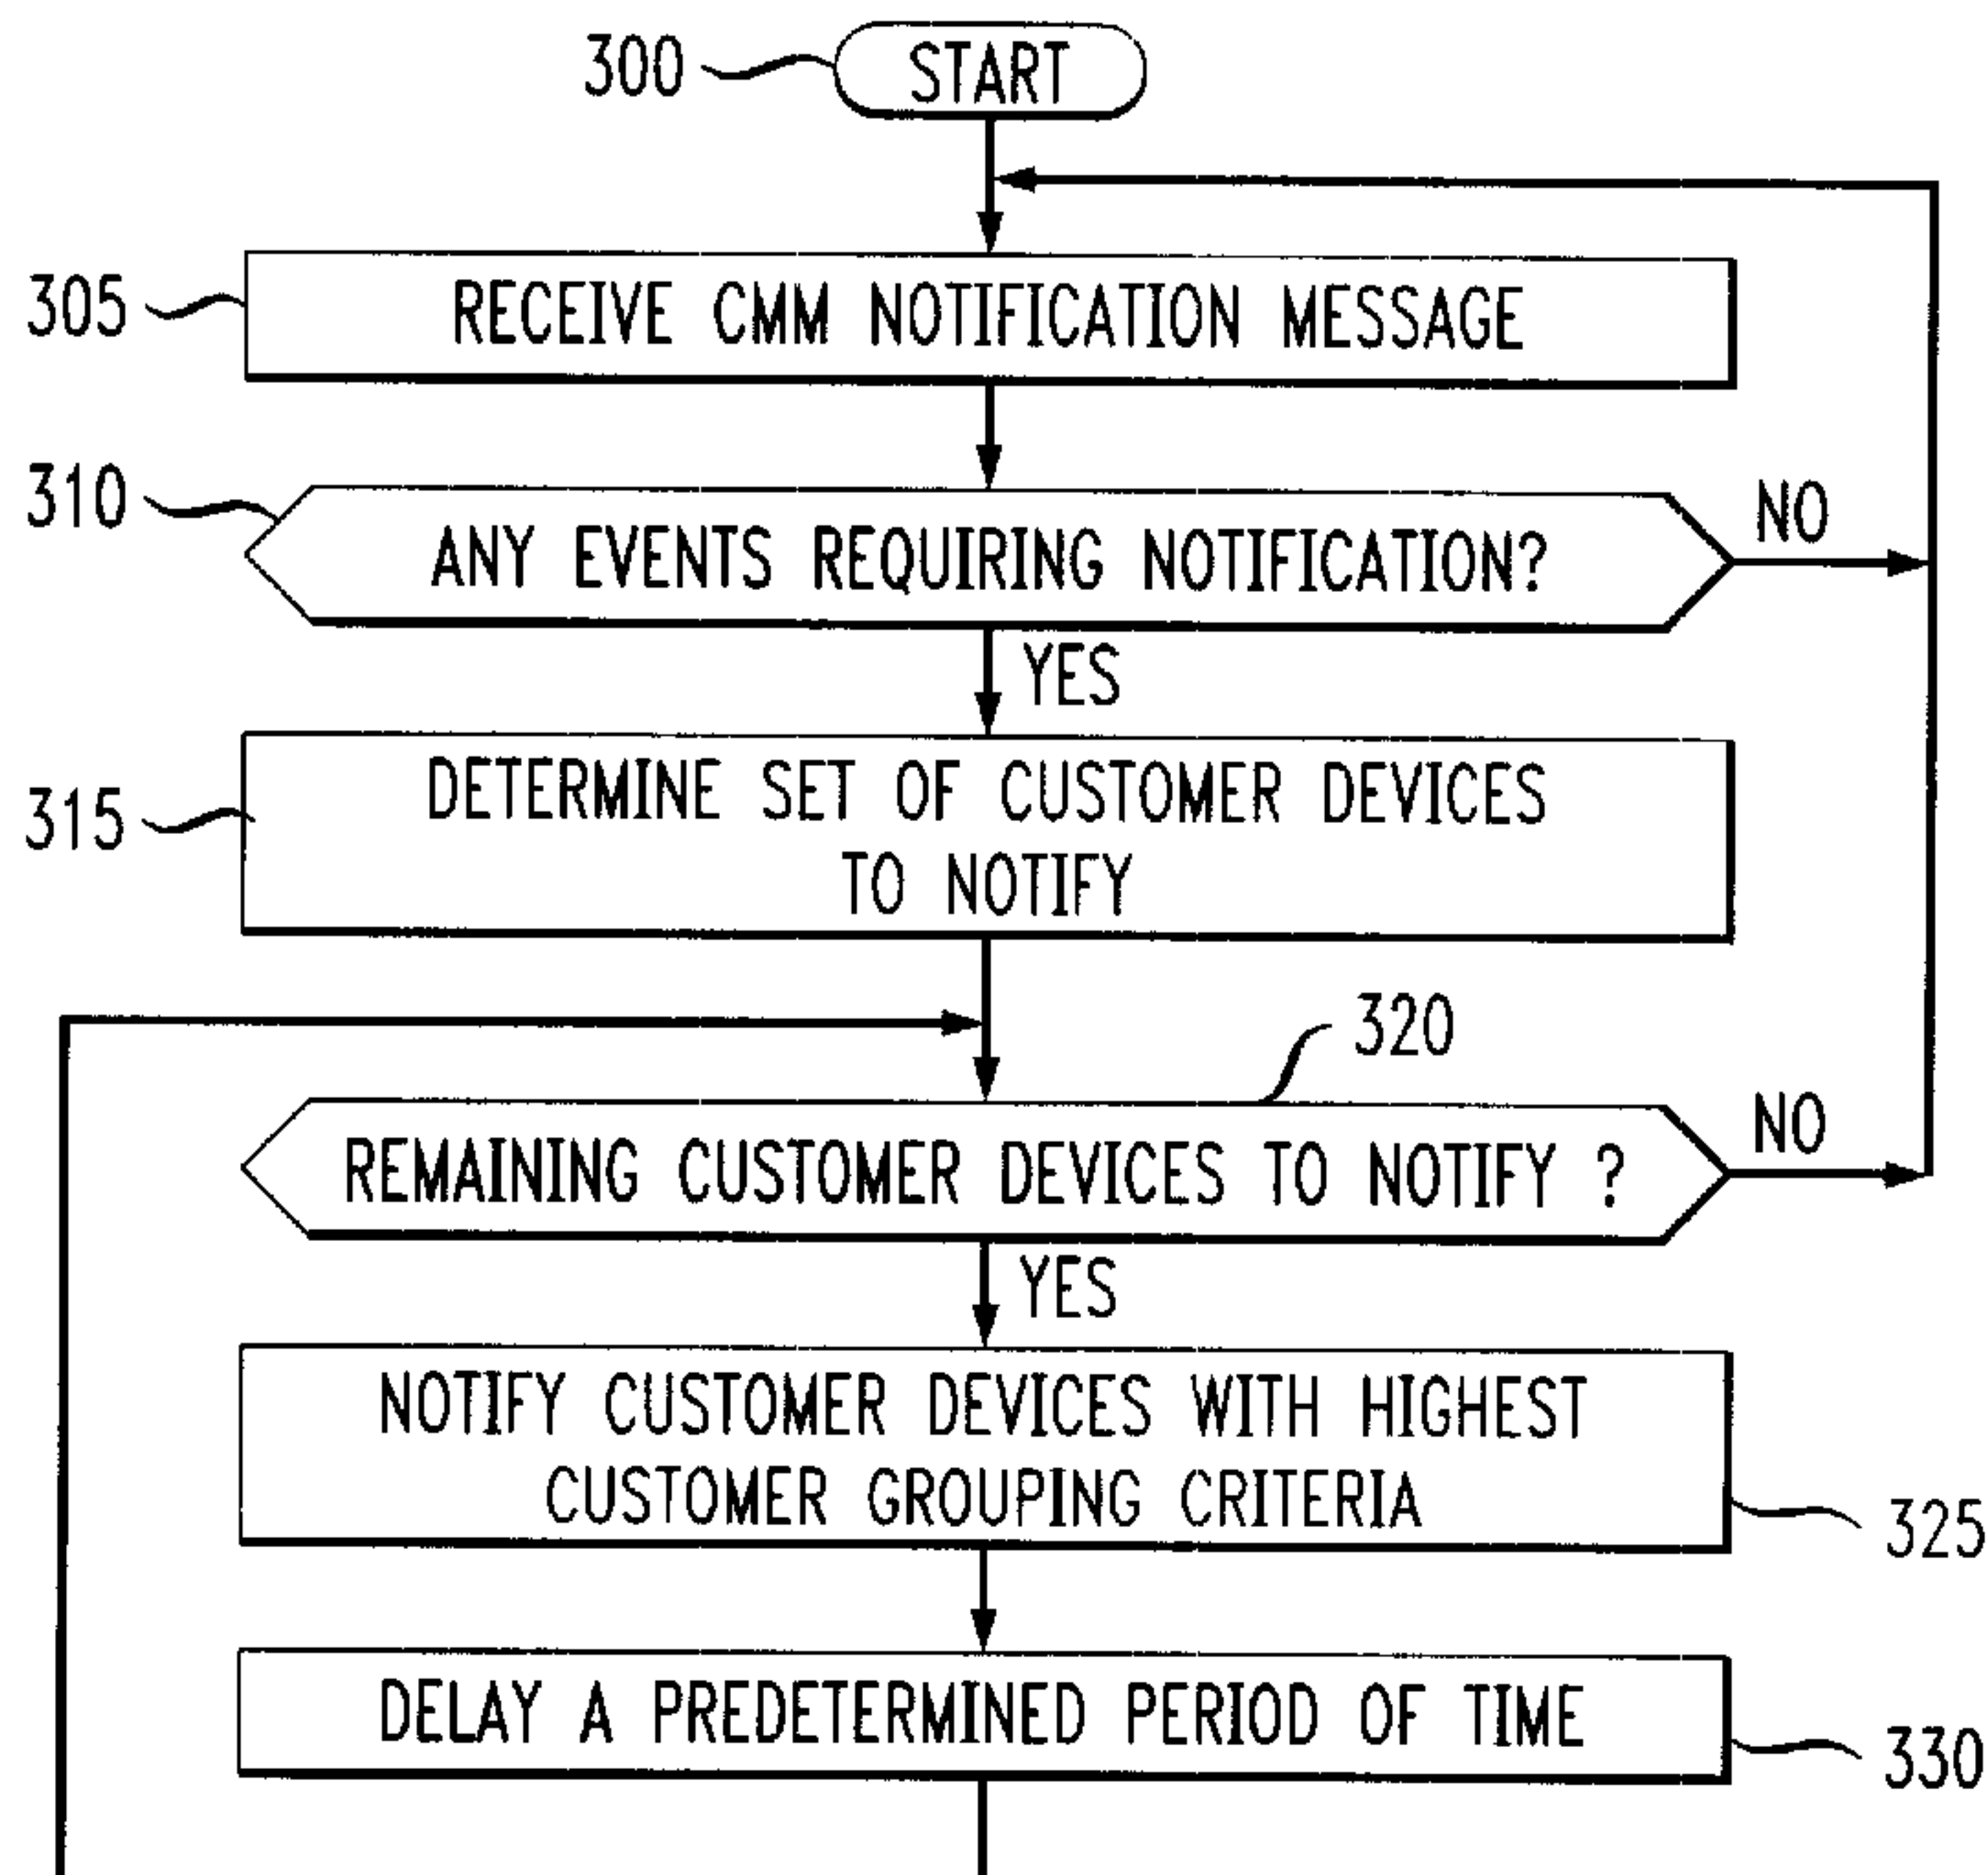 300
START
305
RECEIVE CMM NOTIFICATION MESSAGE
310
ANY EVENTS REQUIRING NOTIFICATION?
NO
YES
315
DETERMINE SET OF CUSTOMER DEVICES
TO NOTIFY
320
REMAINING CUSTOMER DEVICES TO NOTIFY ?
NO
YES
NOTIFY CUSTOMER DEVICES WITH HIGHEST
CUSTOMER GROUPING CRITERIA
325
DELAY A PREDETERMINED PERIOD OF TIME
330